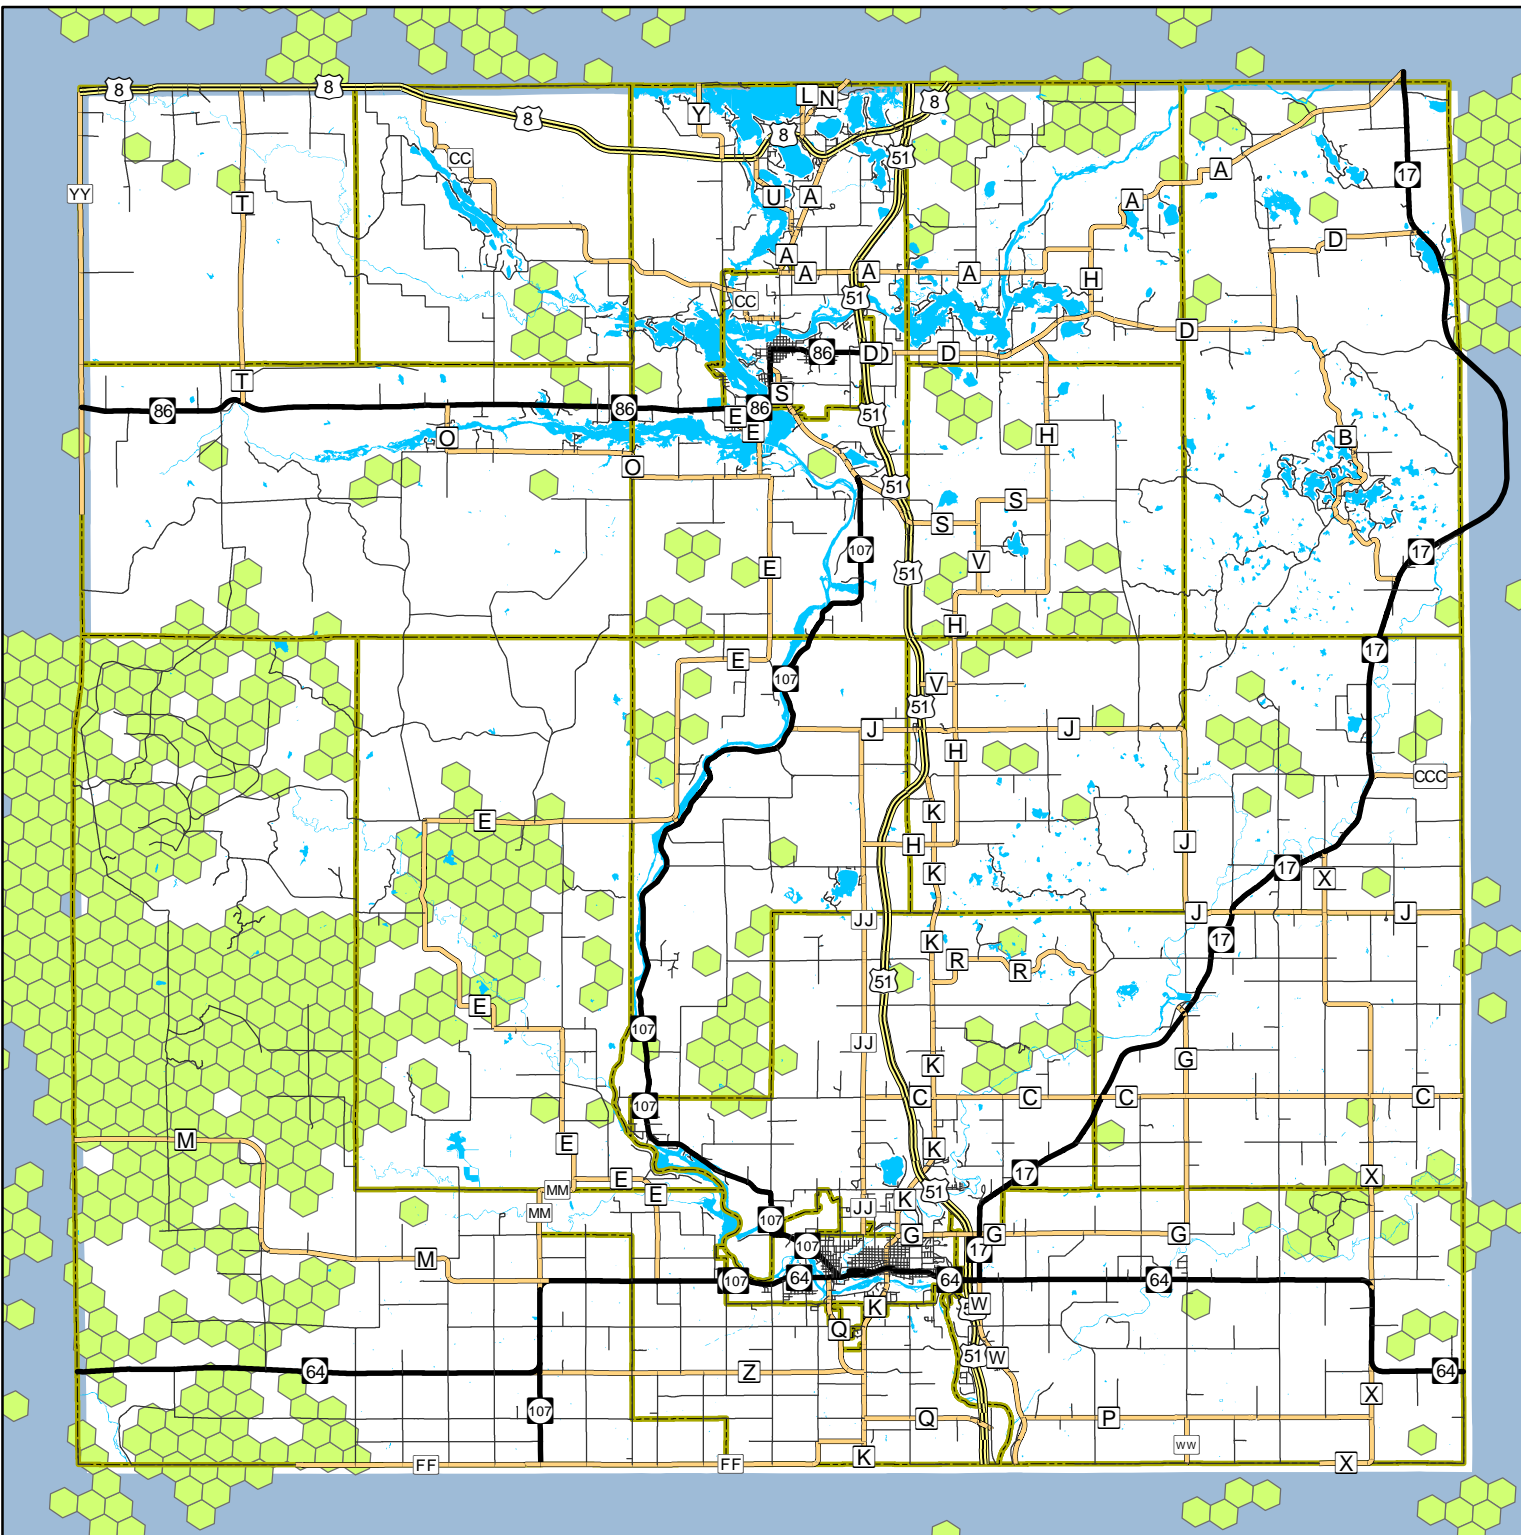 8 8 8 L N 8
Y 8 51
CC
YY T U A A A 17
A A A A D
CC 51 H
D
86 D D D
T
86 86 E 86 S 51
O E H B
O 51 S
S
107 V 17
E 51
H
E 107 17
V
51
J J
H
CCC
E K
H J
K 17 X
JJ J J
K 17
R R
51
E
107 JJ
K G
107 C C C C
M E K
E 17 X
MM E K 51
MM JJ
107 G G G
M 107 17
107 64 64 64
K W
Q
64 Z 51 W 64
107 Q P X
WW
FF FF K X